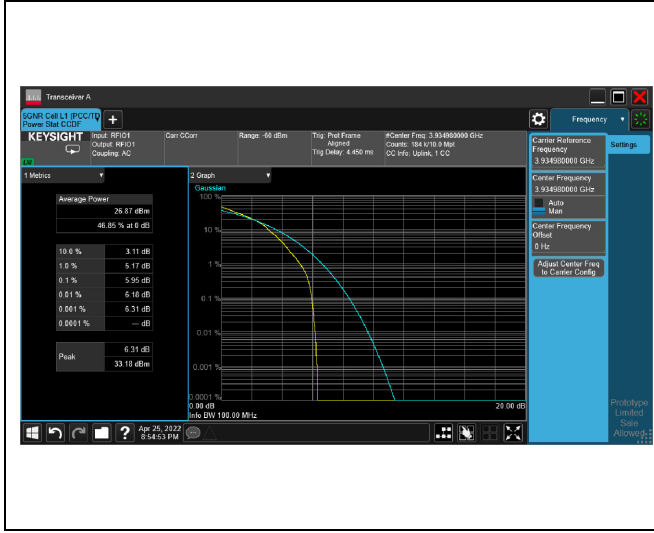 Transceiver A
5GNR Cell L1 (PCC/TD
Power Stat CCDF
Frequency
KEYSIGHT
Input: RFIO1
Output: RFIO1
Coupling: AC
Corr CCorr
Range: -60 dBm
Trig: Prot Frame
Aligned
Trig Delay: 4.450 ms
#Center Freq: 3.934980000 GHz
Counts: 184 k/10.0 Mpt
CC Info: Uplink, 1 CC
1 Metrics
Average Power
26.87 dBm
46.85 % at 0 dB
10.0 % 3.11 dB
1.0 % 5.17 dB
0.1 % 5.95 dB
0.01 % 6.18 dB
0.001 % 6.31 dB
0.0001 % --- dB
Peak
6.31 dB
33.18 dBm
2 Graph
Gaussian
100 %
10 %
1 %
0.1 %
0.01 %
0.001 %
0.0001 %
0.00 dB
20.00 dB
Info BW 100.00 MHz
Carrier Reference
Frequency
3.934980000 GHz
Center Frequency
3.934980000 GHz
Auto
Man
Center Frequency
Offset
0 Hz
Adjust Center Freq
to Carrier Config
Settings
Prototype
Limited
Sale
Allowed
?
Apr 25, 2022
8:54:53 PM